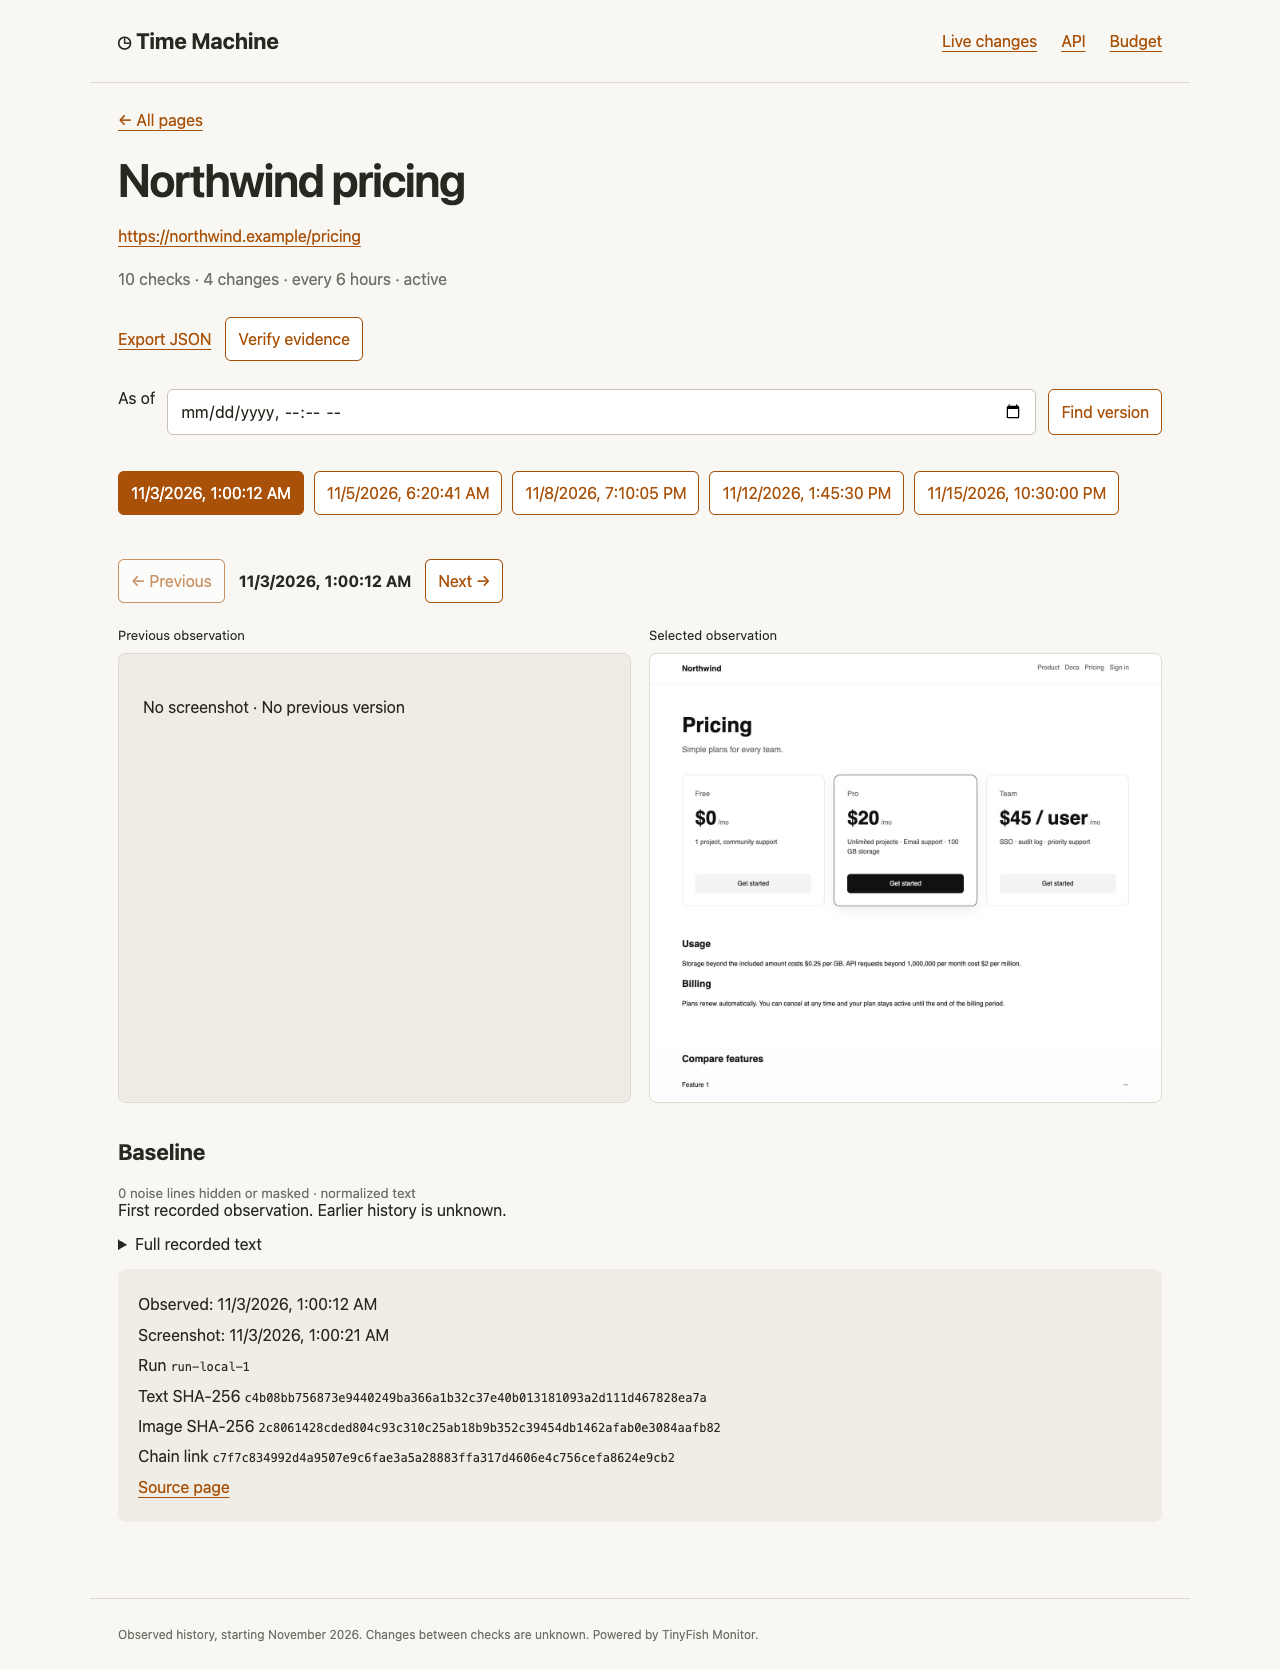 ◷ Time Machine
Live changes API Budget
← All pages
Northwind pricing
https://northwind.example/pricing
10 checks · 4 changes · every 6 hours · active
Export JSON Verify evidence
As of mm/dd/yyyy, --:-- -- Find version
11/3/2026, 1:00:12 AM 11/5/2026, 6:20:41 AM 11/8/2026, 7:10:05 PM 11/12/2026, 1:45:30 PM 11/15/2026, 10:30:00 PM
← Previous 11/3/2026, 1:00:12 AM Next →
Previous observation
No screenshot · No previous version
Selected observation
Northwind Product Docs Pricing Sign in
Pricing
Simple plans for every team.
Free
$0 /mo
1 project, community support
Get started
Pro
$20 /mo
Unlimited projects · Email support · 100
GB storage
Get started
Team
$45 / user /mo
SSO · audit log · priority support
Get started
Usage
Storage beyond the included amount costs $0.25 per GB. API requests beyond 1,000,000 per month cost $2 per million.
Billing
Plans renew automatically. You can cancel at any time and your plan stays active until the end of the billing period.
Compare features
Feature 1 —
Baseline
0 noise lines hidden or masked · normalized text
First recorded observation. Earlier history is unknown.
▶ Full recorded text
Observed: 11/3/2026, 1:00:12 AM
Screenshot: 11/3/2026, 1:00:21 AM
Run run-local-1
Text SHA-256 c4b08bb756873e9440249ba366a1b32c37e40b013181093a2d111d467828ea7a
Image SHA-256 2c8061428cded804c93c310c25ab18b9b352c39454db1462afab0e3084aafb82
Chain link c7f7c834992d4a9507e9c6fae3a5a28883ffa317d4606e4c756cefa8624e9cb2
Source page
Observed history, starting November 2026. Changes between checks are unknown. Powered by TinyFish Monitor.